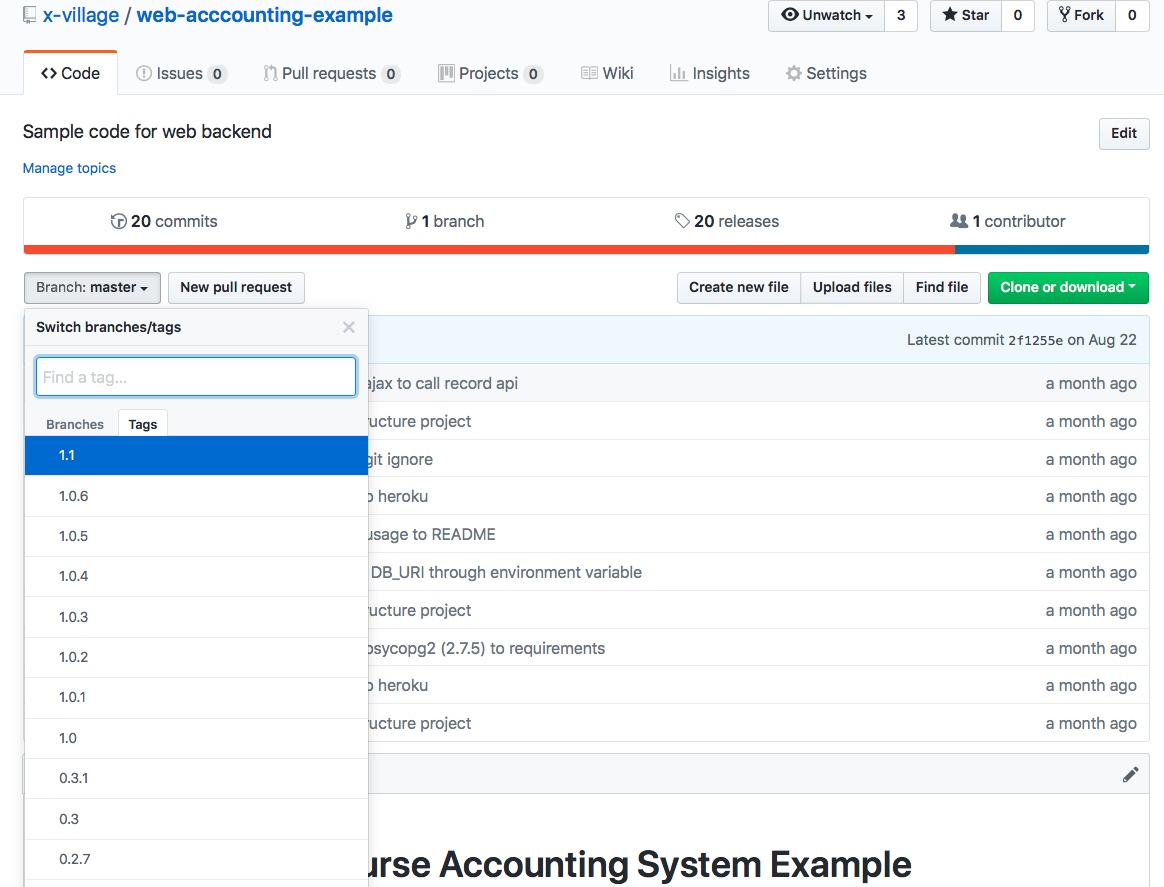 x-village / web-acccounting-example
Unwatch 3 Star 0 Fork 0
<> Code Issues 0 Pull requests 0 Projects 0 Wiki Insights Settings
Sample code for web backend
Edit
Manage topics
20 commits 1 branch 20 releases 1 contributor
Branch: master New pull request Create new file Upload files Find file Clone or download
Switch branches/tags ×
Latest commit 2f1255e on Aug 22
Find a tag...
ajax to call record api a month ago
Branches Tags
ucture project a month ago
1.1
git ignore a month ago
1.0.6
heroku a month ago
1.0.5
usage to README a month ago
1.0.4
DB_URI through environment variable a month ago
1.0.3
ucture project a month ago
1.0.2
psycopg2 (2.7.5) to requirements a month ago
1.0.1
heroku a month ago
1.0
ucture project a month ago
0.3.1
0.3
0.2.7
urse Accounting System Example